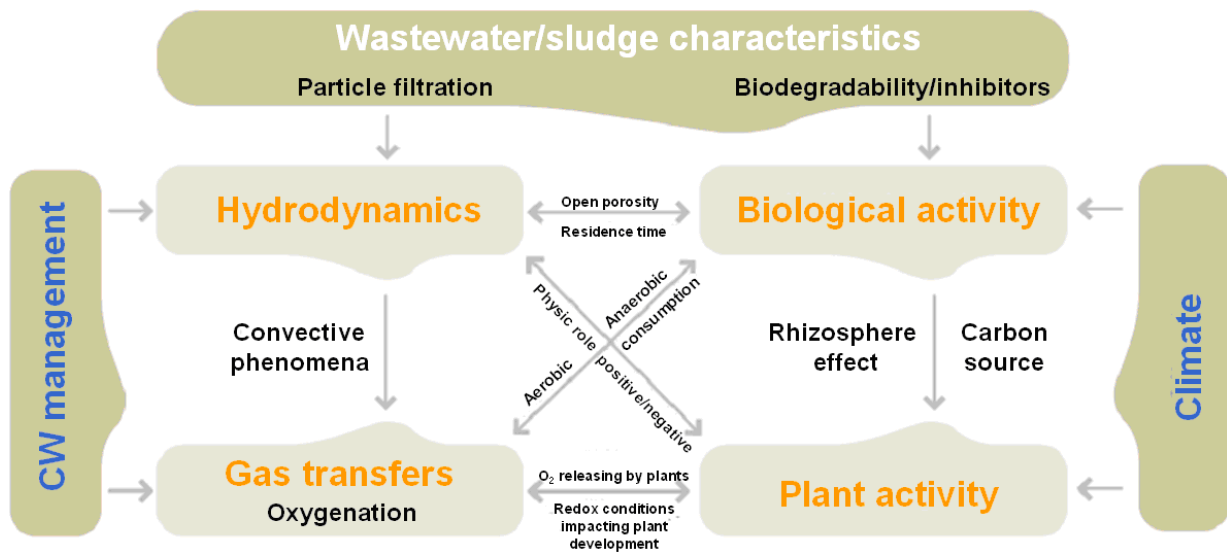 Wastewater/sludge characteristics
Particle filtration
Biodegradability/inhibitors
CW management
Hydrodynamics
Open porosity
Residence time
Biological activity
Climate
Convective
phenomena
Physic role
positive/negative
Anaerobic
consumption
Aerobic
Rhizosphere
effect
Carbon
source
Gas transfers
Oxygenation
O₂ releasing by plants
Redox conditions
impacting plant
development
Plant activity